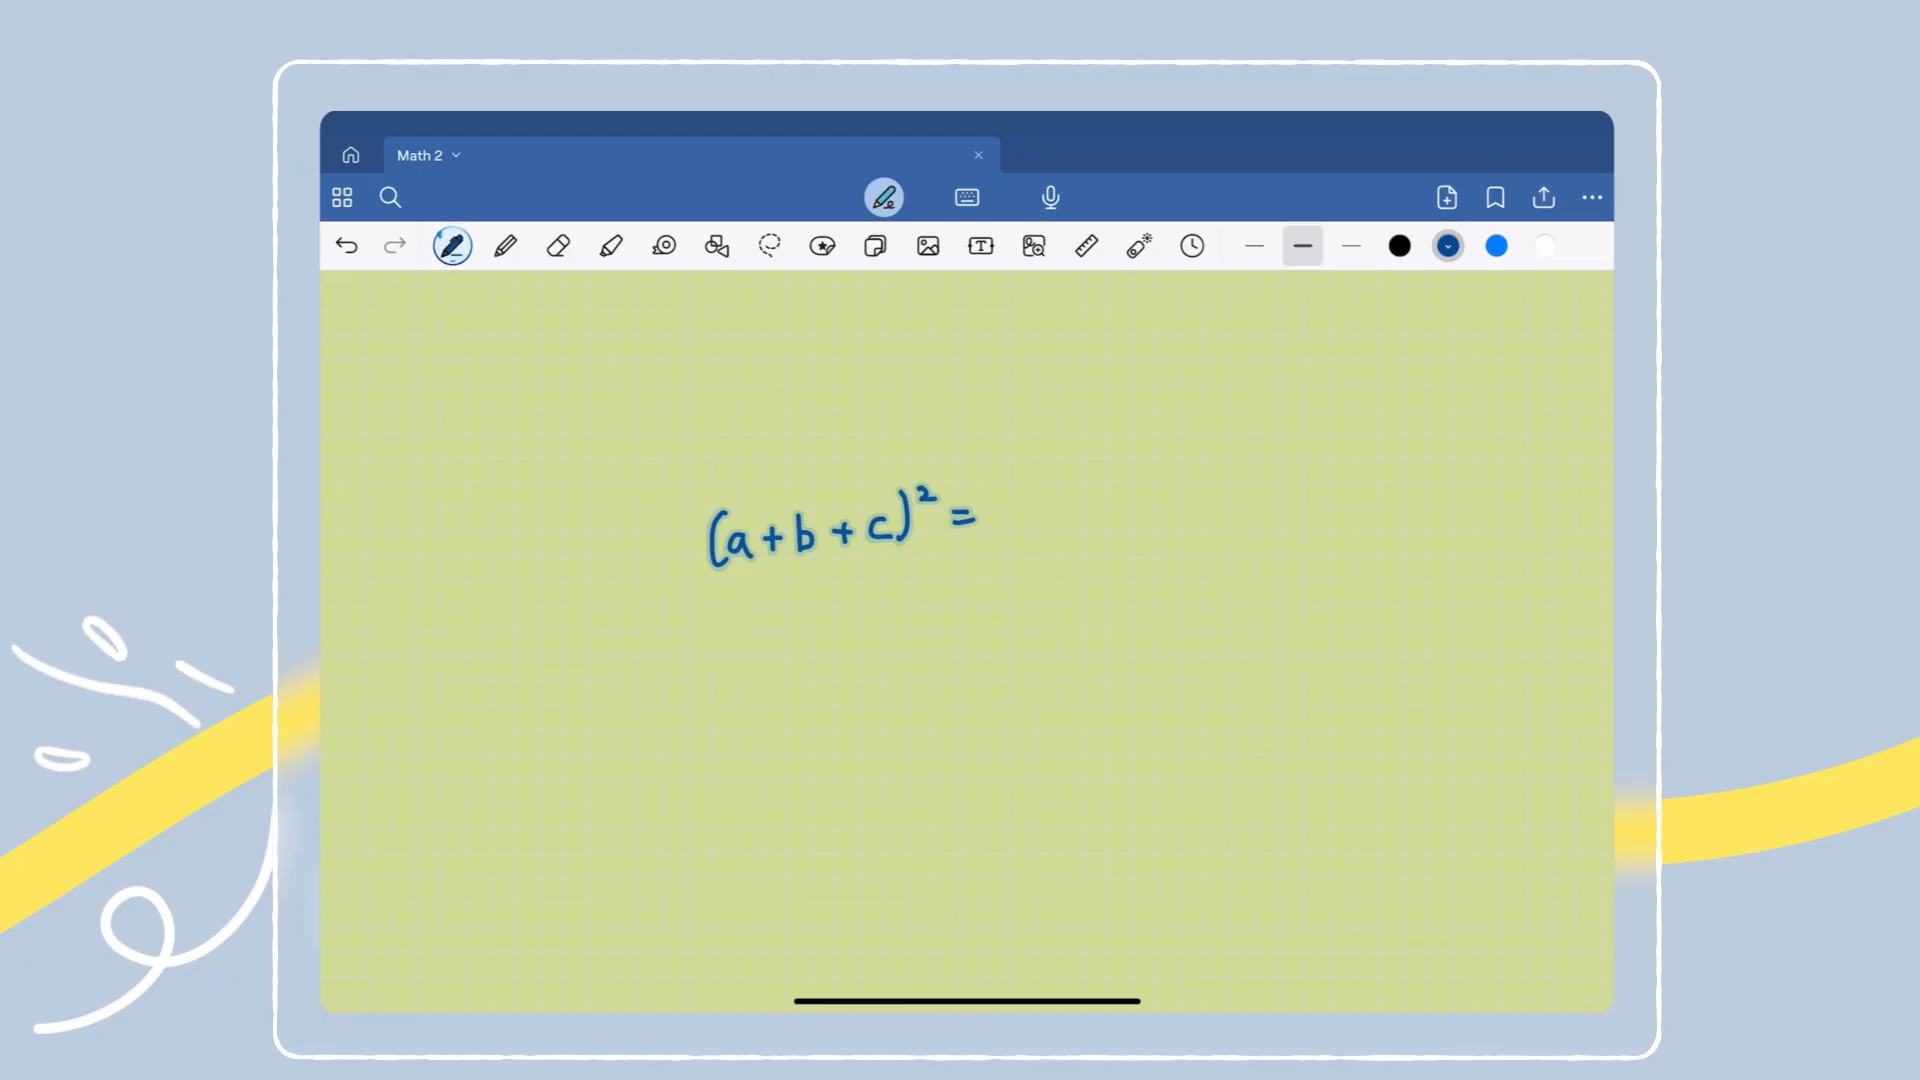 Math 2
(a+b+c)² =